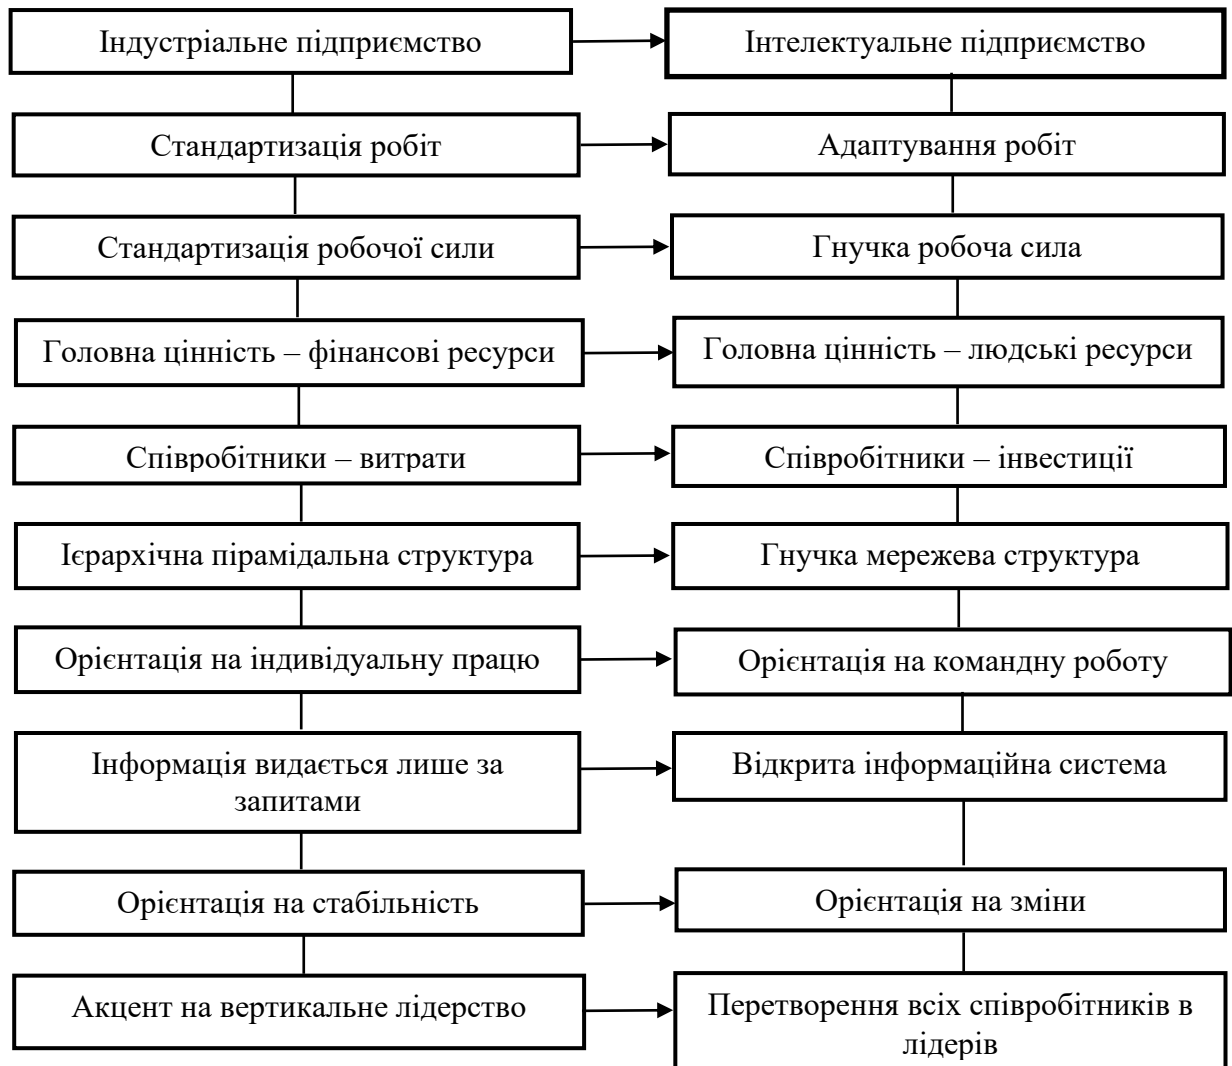 Індустріальне підприємство
Інтелектуальне підприємство
Стандартизація робіт
Адаптування робіт
Стандартизація робочої сили
Гнучка робоча сила
Головна цінність – фінансові ресурси
Головна цінність – людські ресурси
Співробітники – витрати
Співробітники – інвестиції
Ієрархічна пірамідальна структура
Гнучка мережева структура
Орієнтація на індивідуальну працю
Орієнтація на командну роботу
Інформація видається лише за
запитами
Відкрита інформаційна система
Орієнтація на стабільність
Орієнтація на зміни
Акцент на вертикальне лідерство
Перетворення всіх співробітників в
лідерів